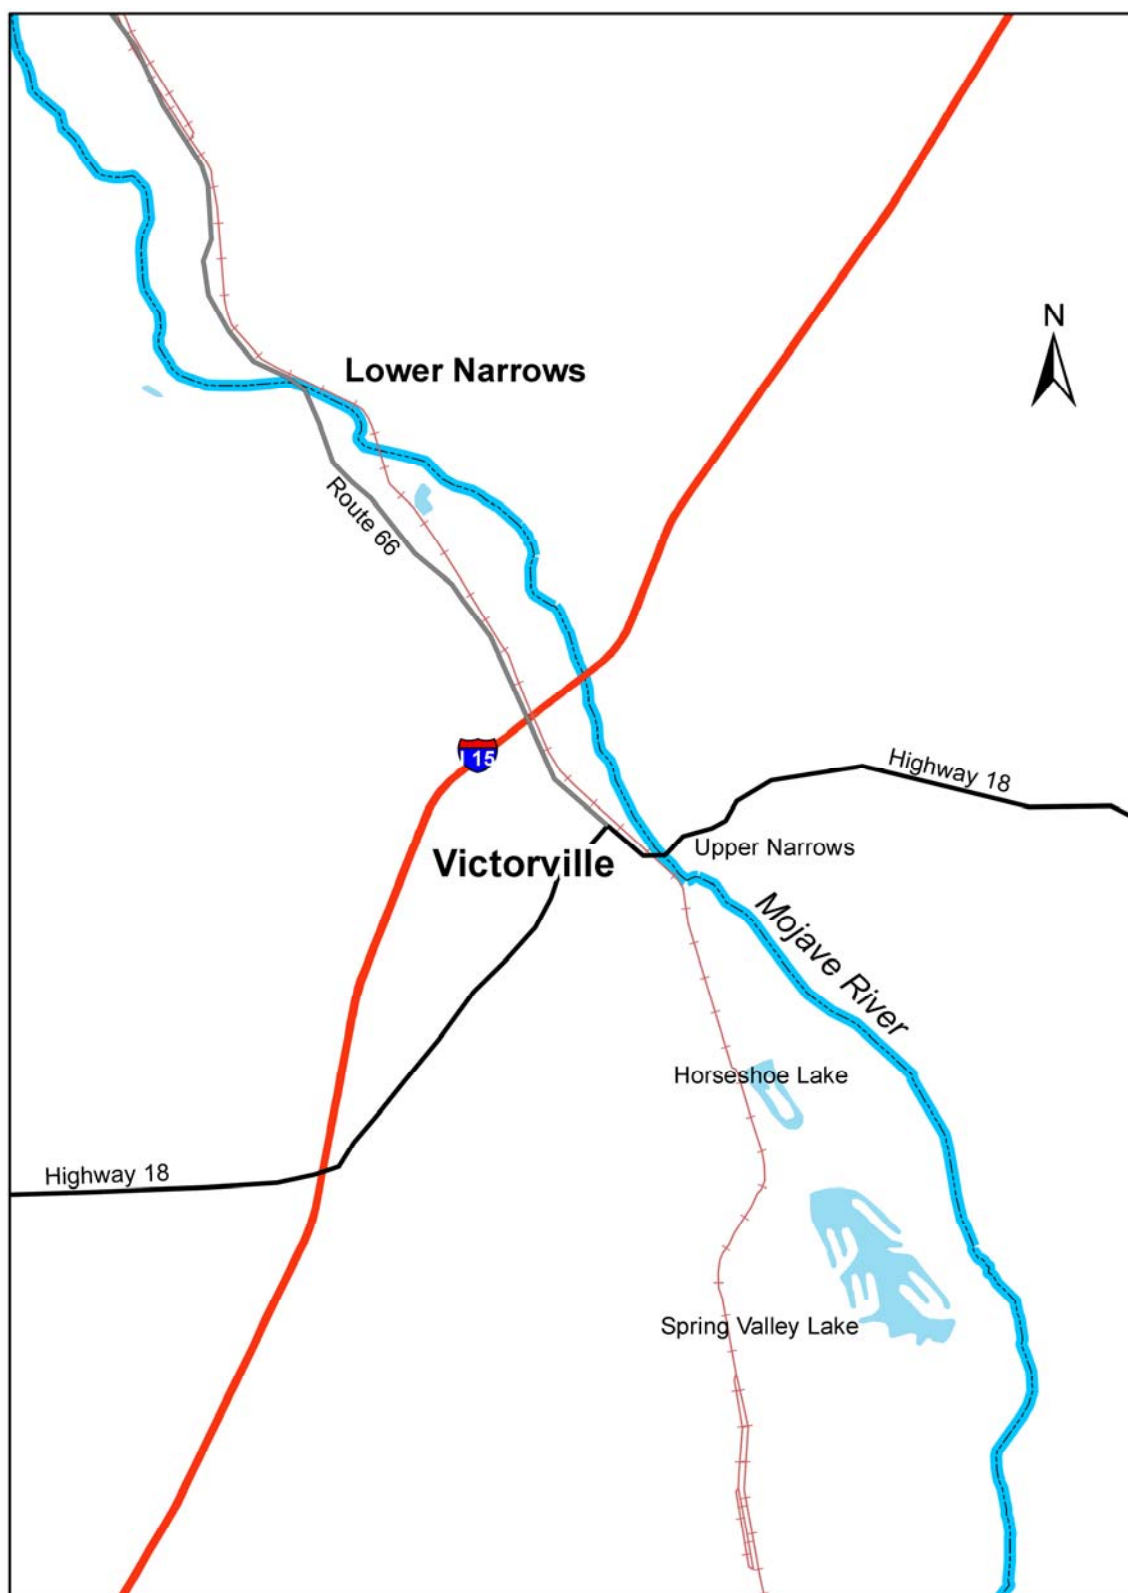 N
Lower Narrows
Route 66
I 15
Highway 18
Upper Narrows
Victorville
Mojave River
Horseshoe Lake
Highway 18
Spring Valley Lake